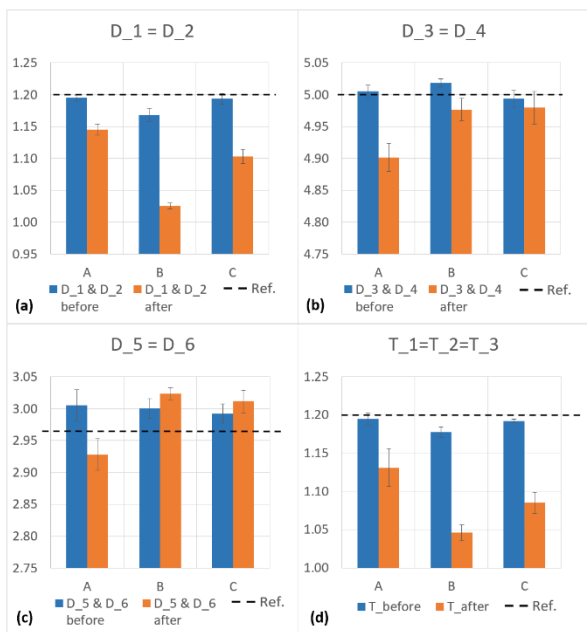 D_1 = D_2
1.25
1.20
1.15
1.10
1.05
1.00
0.95
A B C
D_1 & D_2 before
D_1 & D_2 after
Ref.
(a)
D_3 = D_4
5.05
5.00
4.95
4.90
4.85
4.80
4.75
A B C
D_3 & D_4 before
D_3 & D_4 after
Ref.
(b)
D_5 = D_6
3.05
3.00
2.95
2.90
2.85
2.80
2.75
A B C
D_5 & D_6 before
D_5 & D_6 after
Ref.
(c)
T_1=T_2=T_3
1.25
1.20
1.15
1.10
1.05
1.00
A B C
T_before
T_after
Ref.
(d)